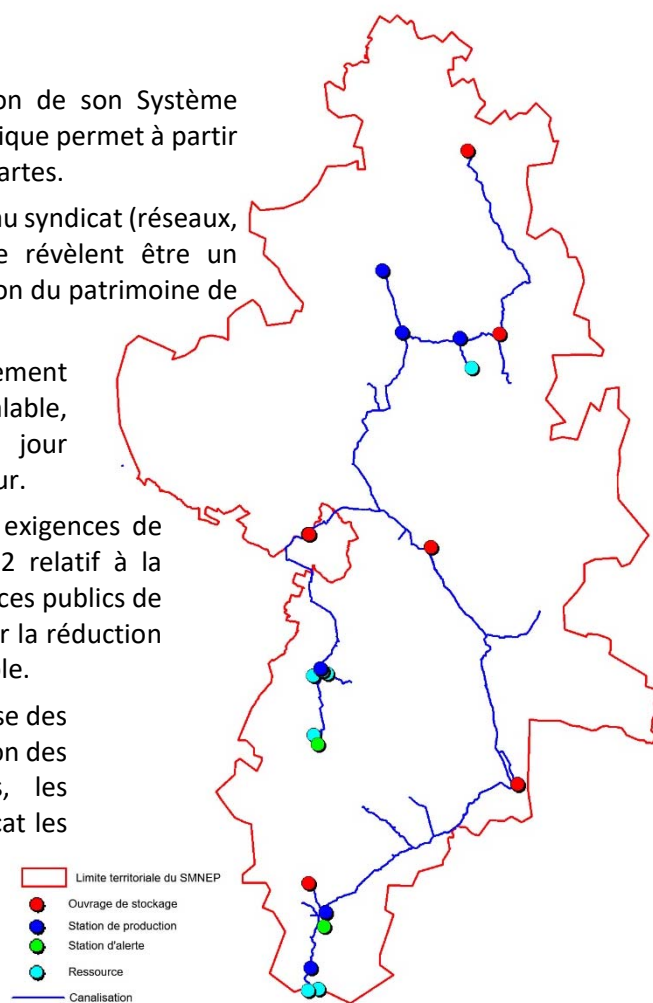 on de son Système
ique permet à partir
artes.
au syndicat (réseaux,
e révèlent être un
on du patrimoine de
ement
alable,
jour
ur.
exigences de
2 relatif à la
ces publics de
r la réduction
le.
se des
on des
s, les
cat les
Limite territoriale du SMNEP
Ouvrage de stockage
Station de production
Station d'alerte
Ressource
Canalisation